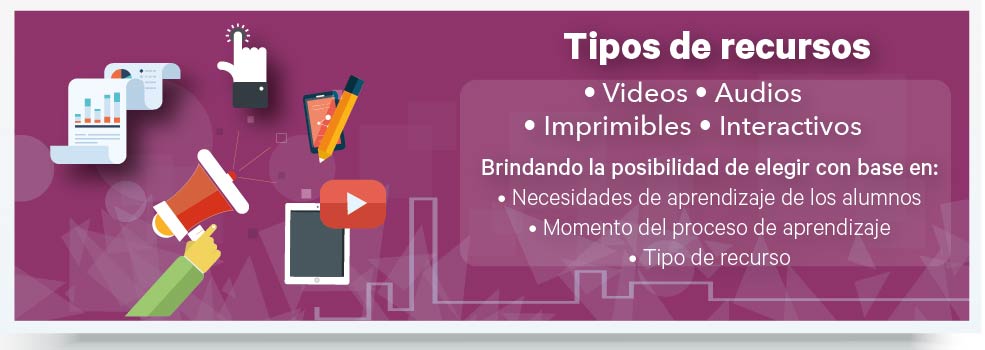 Tipos de recursos
• Videos • Audios
• Imprimibles • Interactivos
Brindando la posibilidad de elegir con base en:
• Necesidades de aprendizaje de los alumnos
• Momento del proceso de aprendizaje
• Tipo de recurso